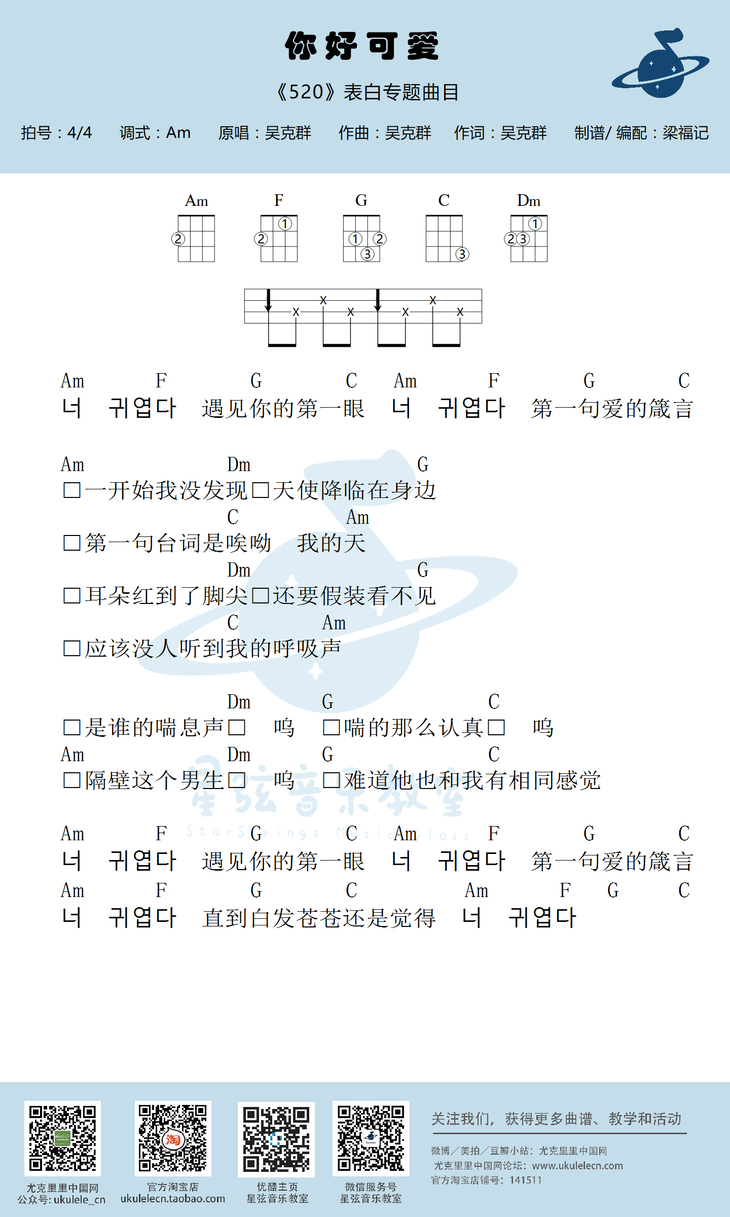 你好可爱
《520》表白专题曲目
拍号：4/4 调式：Am 原唱：吴克群 作曲：吴克群 作词：吴克群 制谱/ 编配：梁福记
Am F G C Dm
2 2 1 1 2 3 3 2 3 1
x x x x x x
Am F G C Am F G C
너 귀엽다 遇见你的第一眼 너 귀엽다 第一句爱的箴言
Am Dm G
□一开始我没发现□天使降临在身边
C Am
□第一句台词是唉呦 我的天
Dm G
□耳朵红到了脚尖□还要假装看不见
C Am
□应该没人听到我的呼吸声
Dm G C
□是谁的喘息声□ 呜 □喘的那么认真□ 呜
Am Dm G C
□隔壁这个男生□ 呜 □难道他也和我有相同感觉
星弦音乐教室
StarStrings Music Class
Am F G C Am F G C
너 귀엽다 遇见你的第一眼 너 귀엽다 第一句爱的箴言
Am F G C Am F G C
너 귀엽다 直到白发苍苍还是觉得 너 귀엽다
关注我们，获得更多曲谱、教学和活动
微博／美拍／豆瓣小站：尤克里里中国网
尤克里里中国网论坛：www.ukulelecn.com
官方淘宝店铺号：141511
淘
尤克里里中国网
公众号: ukulele_cn
官方淘宝店
ukulelecn.taobao.com
优酷主页
星弦音乐教室
微信服务号
星弦音乐教室